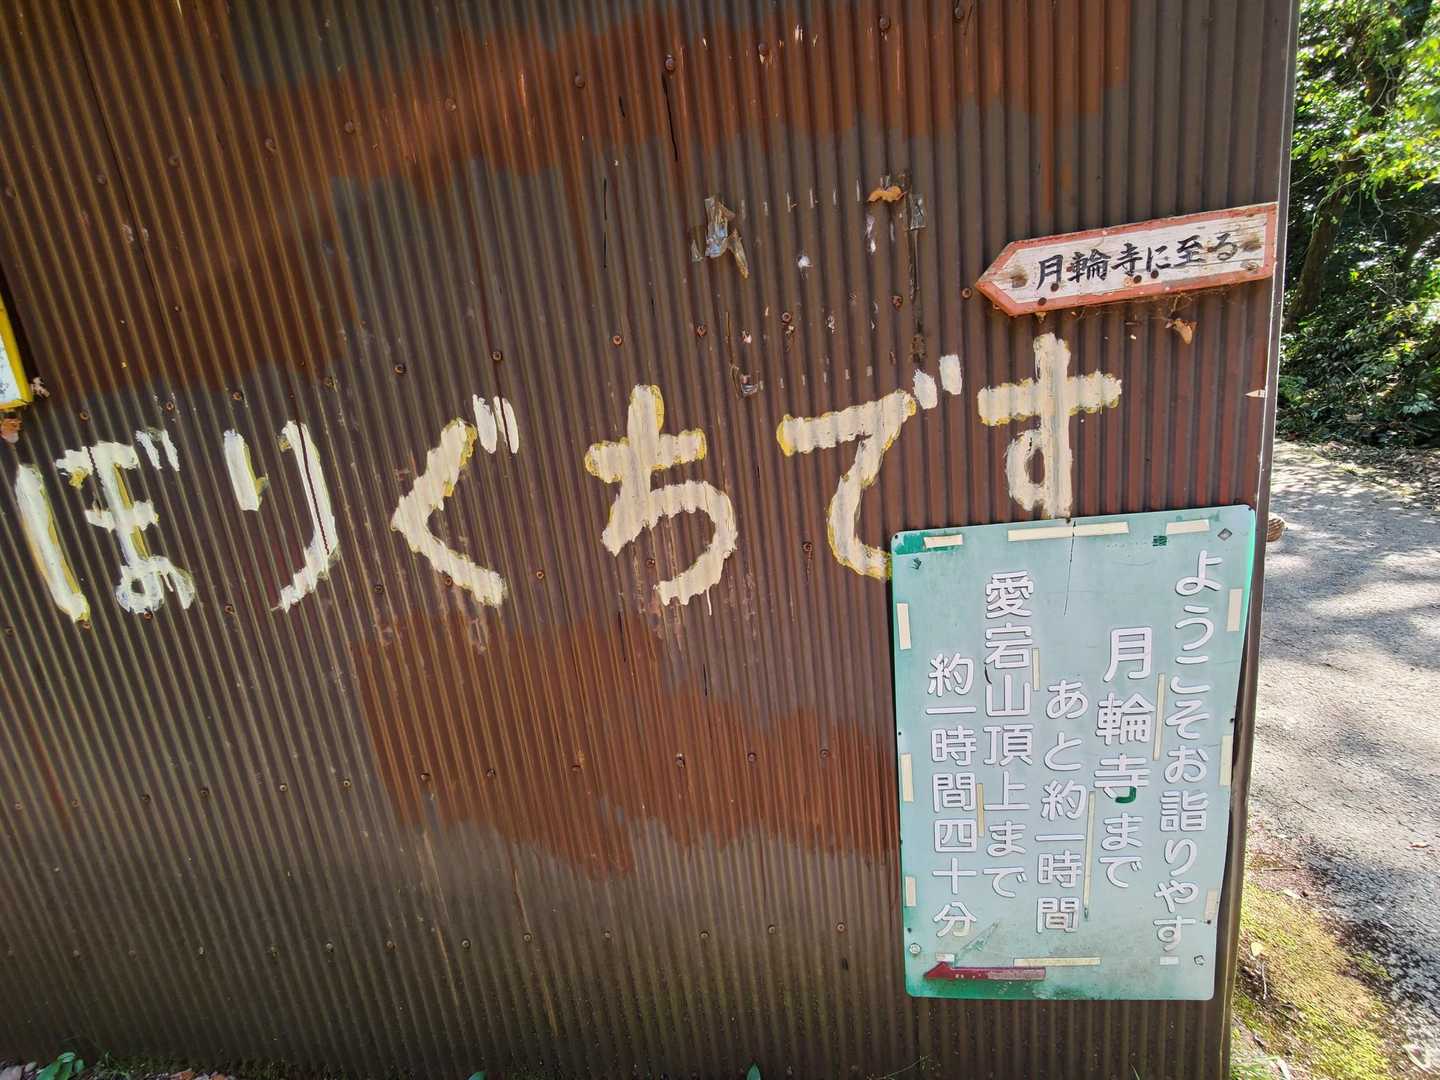 月輪寺に至る
ぼりぐちです
ようこそお詣りやす
月輪寺まで
あと約一時間
愛宕山頂上まで
約一時間四十分